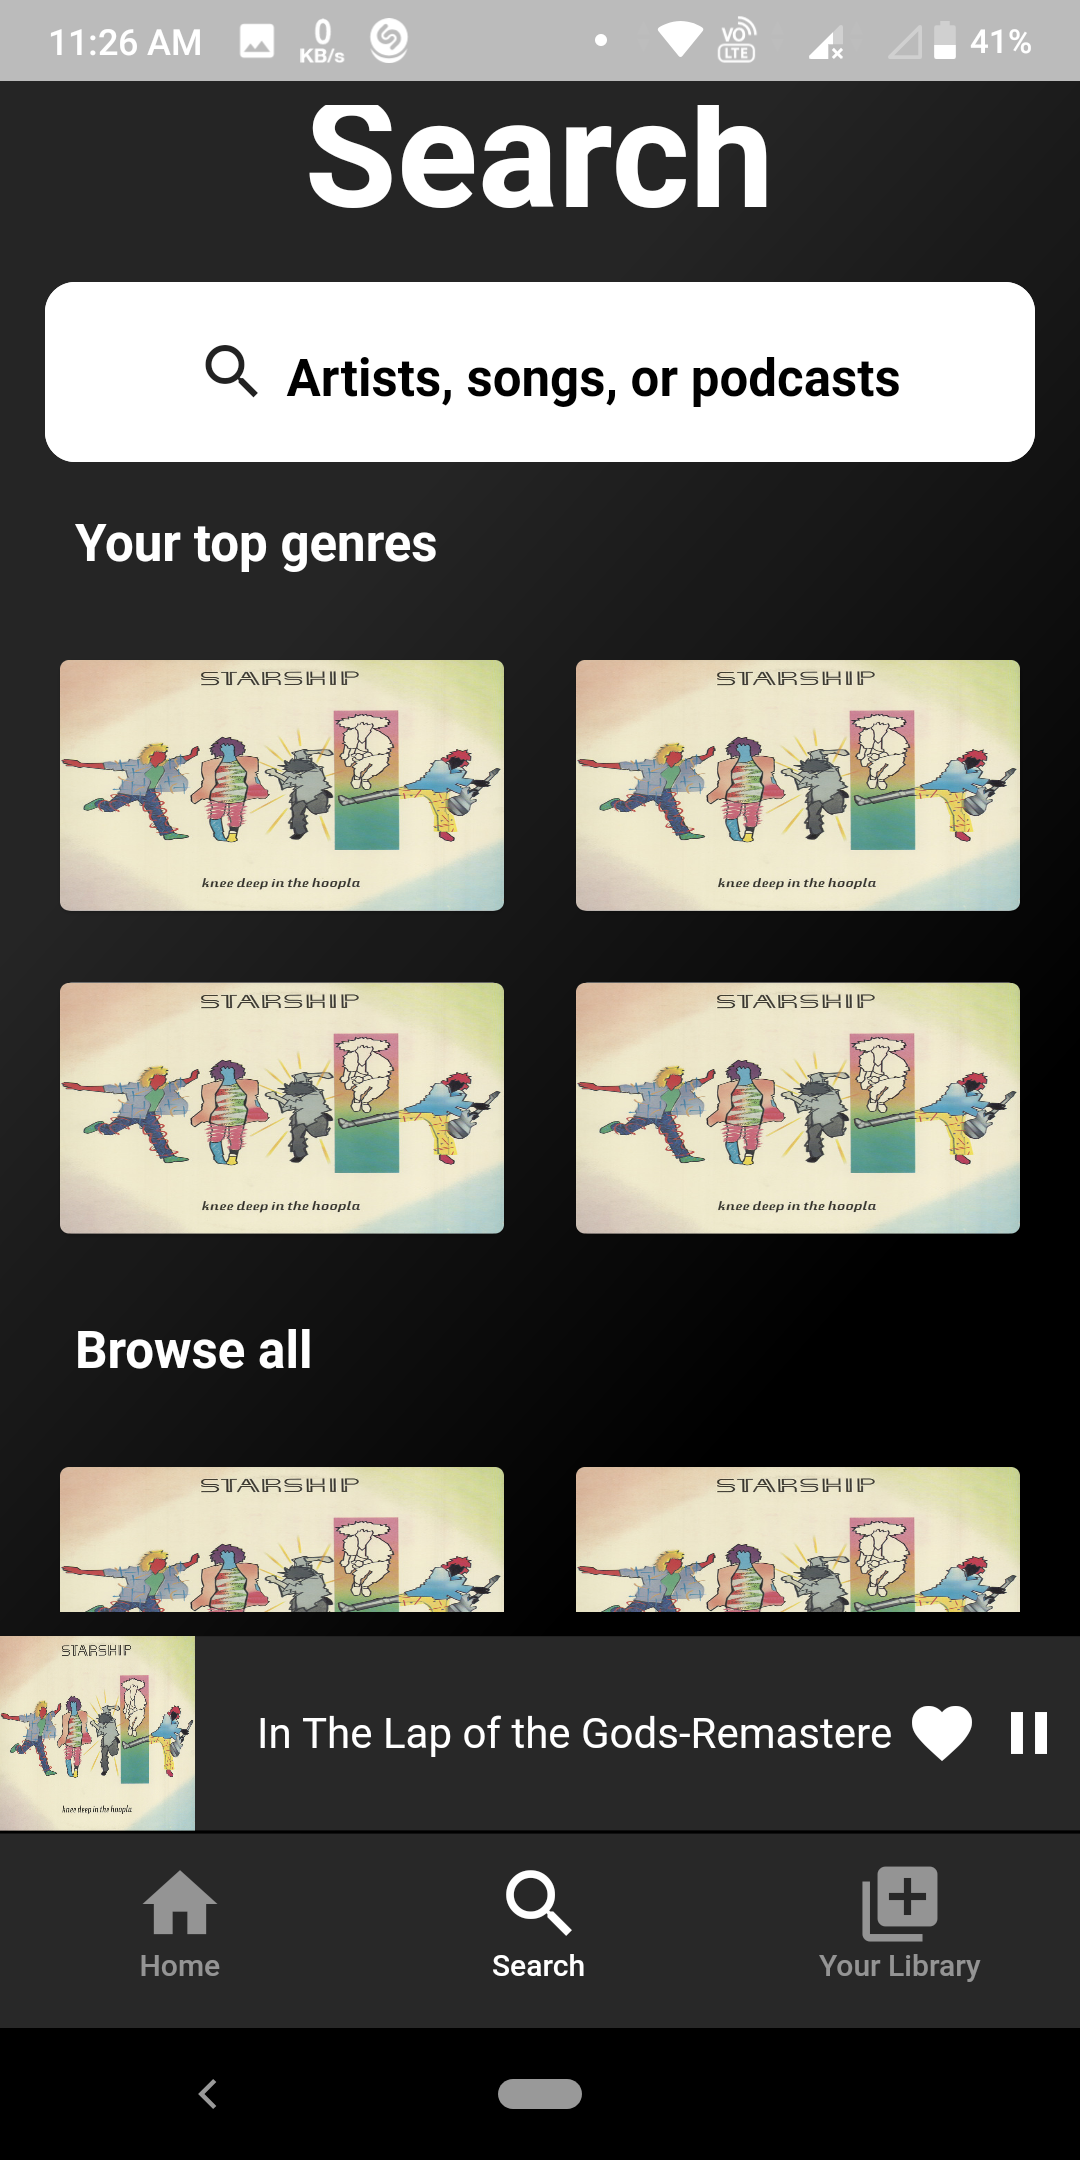 11:26 AM 0 KB/s VO LTE 41%
Search
Artists, songs, or podcasts
Your top genres
STARSHIP STARSHIP
knee deep in the hoopla knee deep in the hoopla
STARSHIP STARSHIP
knee deep in the hoopla knee deep in the hoopla
Browse all
STARSHIP STARSHIP
STARSHIP
In The Lap of the Gods-Remastere
knee deep in the hoopla
Home Search Your Library